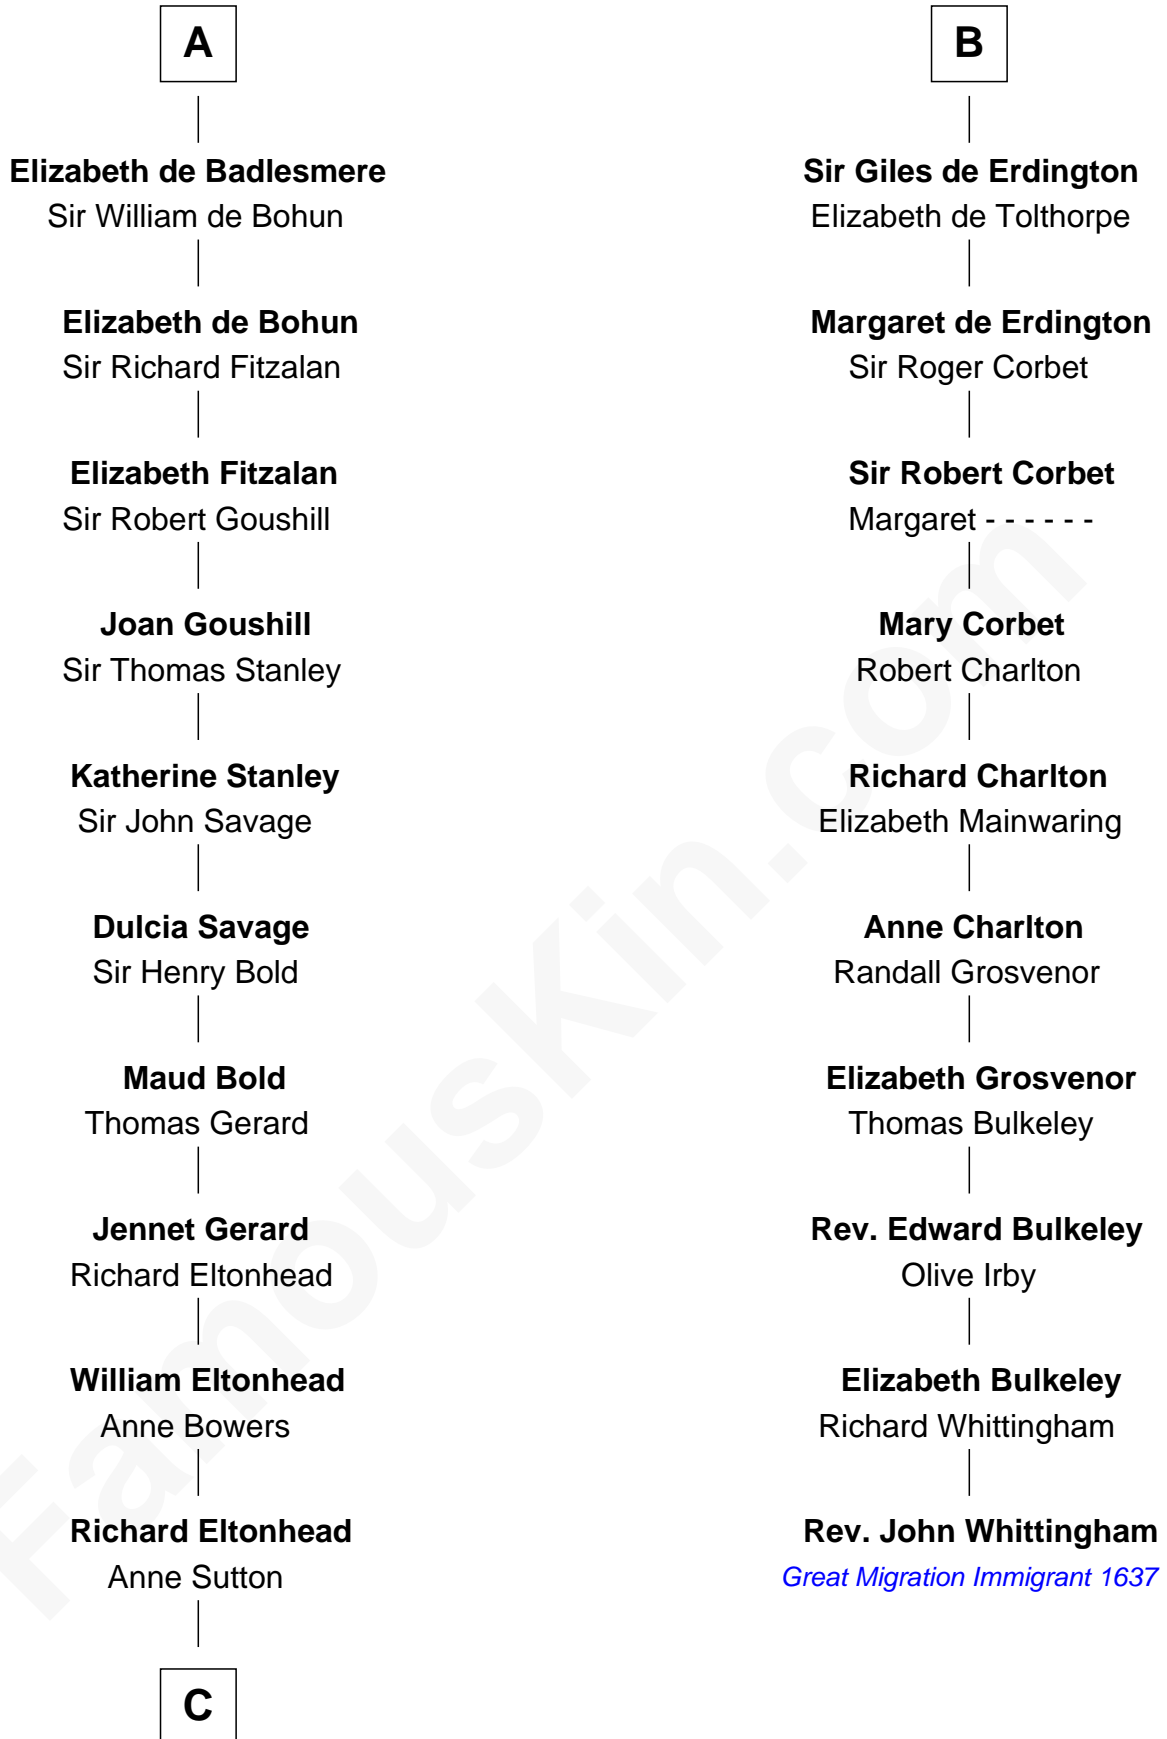 A
Elizabeth de Badlesmere
Sir William de Bohun
Elizabeth de Bohun
Sir Richard Fitzalan
Elizabeth Fitzalan
Sir Robert Goushill
Joan Goushill
Sir Thomas Stanley
Katherine Stanley
Sir John Savage
Dulcia Savage
Sir Henry Bold
Maud Bold
Thomas Gerard
Jennet Gerard
Richard Eltonhead
William Eltonhead
Anne Bowers
Richard Eltonhead
Anne Sutton
C
B
Sir Giles de Erdington
Elizabeth de Tolthorpe
Margaret de Erdington
Sir Roger Corbet
Sir Robert Corbet
Margaret - - - - - -
Mary Corbet
Robert Charlton
Richard Charlton
Elizabeth Mainwaring
Anne Charlton
Randall Grosvenor
Elizabeth Grosvenor
Thomas Bulkeley
Rev. Edward Bulkeley
Olive Irby
Elizabeth Bulkeley
Richard Whittingham
Rev. John Whittingham
Great Migration Immigrant 1637
FamousKin.com